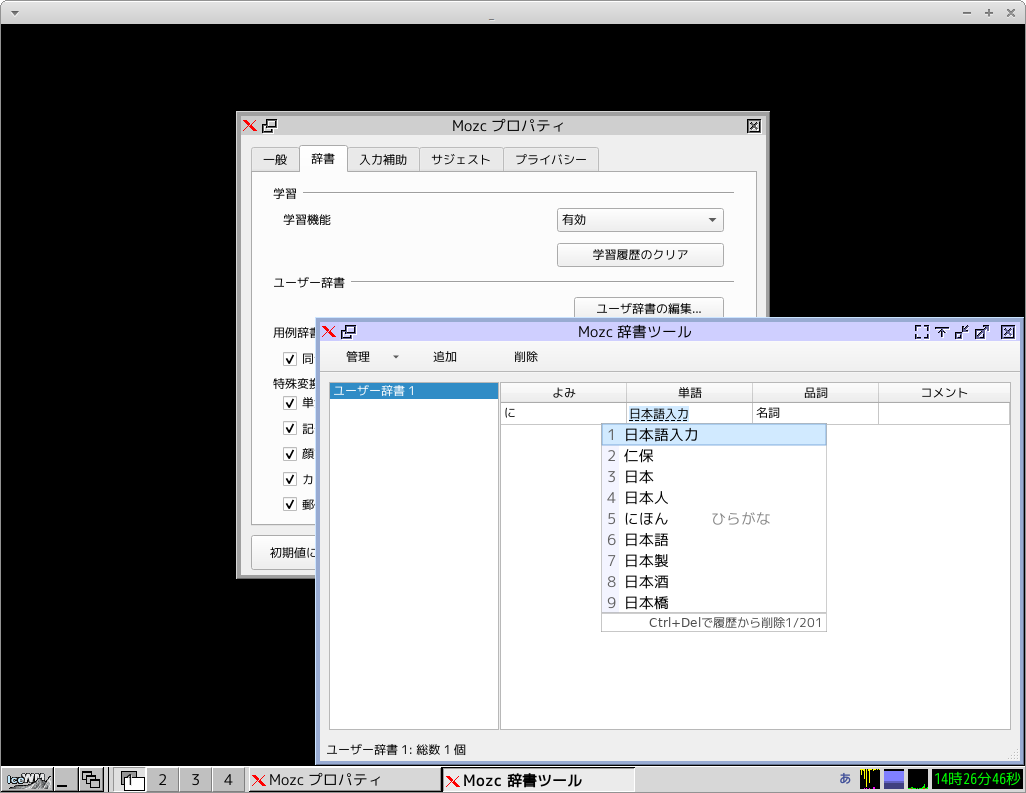 Mozc プロパティ
一般 辞書 入力補助 サジェスト プライバシー
学習
学習機能 有効
学習履歴のクリア
ユーザー辞書
ユーザ辞書の編集...
用例辞書
Mozc 辞書ツール
管理 追加 削除
同
特殊変換
単
記
顔
カ
郵
初期値に
ユーザー辞書 1
よみ 単語 品詞 コメント
に 日本語入力 名詞
1 日本語入力
2 仁保
3 日本
4 日本人
5 にほん ひらがな
6 日本語
7 日本製
8 日本酒
9 日本橋
Ctrl+Delで履歴から削除1/201
ユーザー辞書 1: 総数 1 個
IceWM 1 2 3 4 Mozc プロパティ Mozc 辞書ツール あ 14時26分46秒